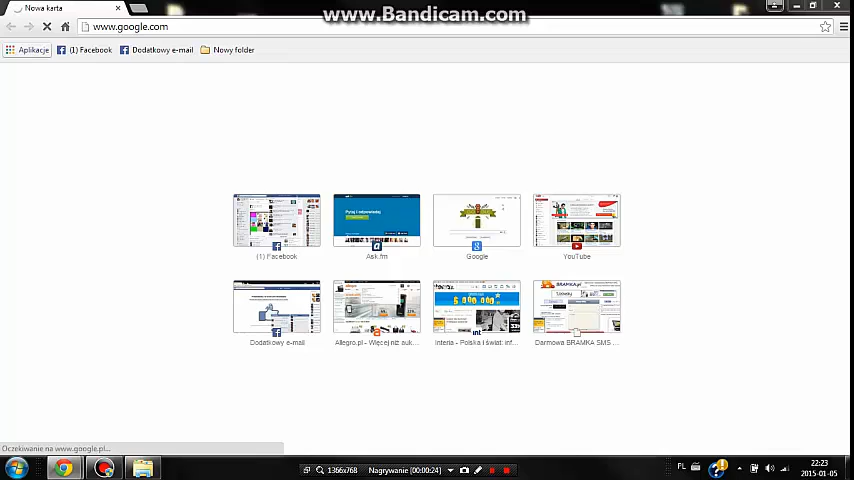 www.Bandicam.com
Nowa karta
www.google.com
Aplikacje
(1) Facebook
Dodatkowy e-mail
Nowy folder
(1) Facebook
Ask.fm
Google
YouTube
Dodatkowy e-mail
Allegro.pl - Więcej niż auk...
Interia - Polska i świat: inf...
Darmowa BRAMKA SMS ...
Oczekiwanie na www.google.pl...
1366x768
Nagrywanie [00:00:24]
PL
22:23
2015-01-05